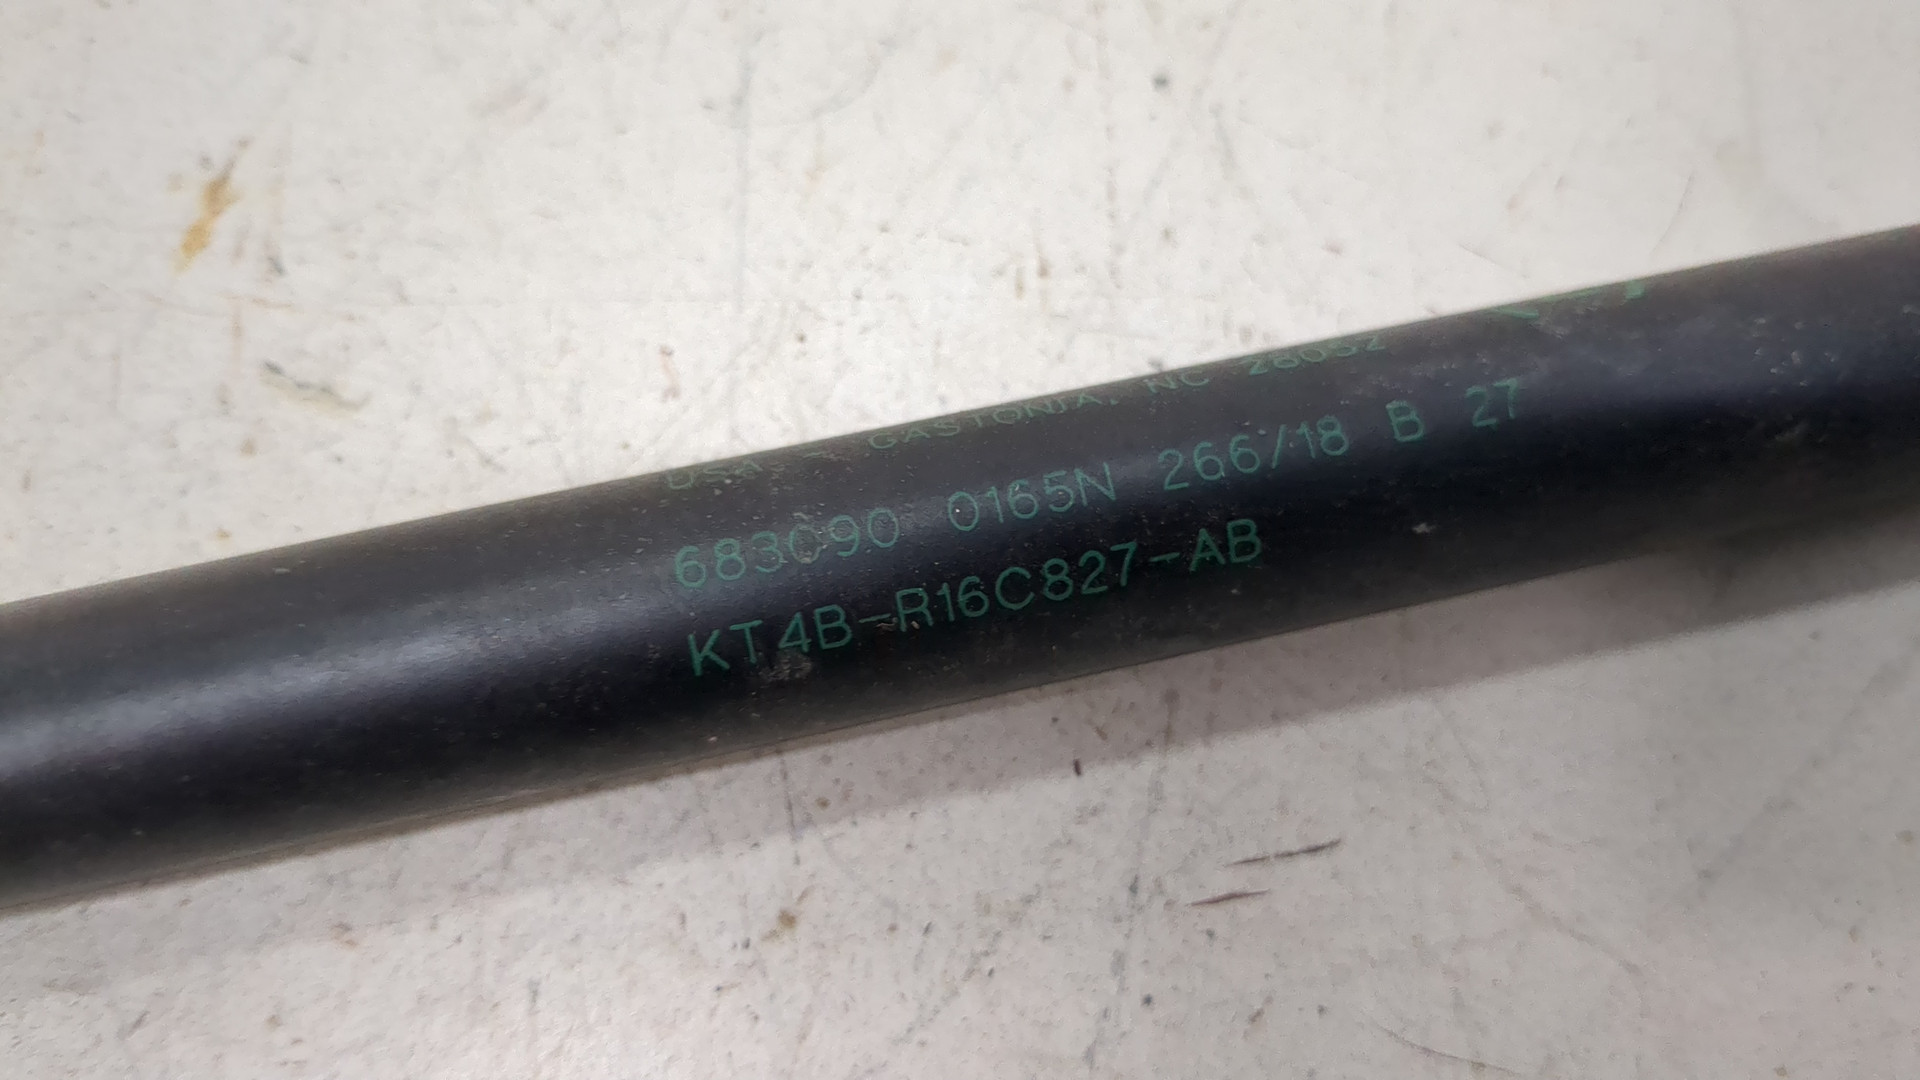 USA - GASTONIA, NC 28052
683090 0165N 266/18 B 27
KT4B-R16C827-AB